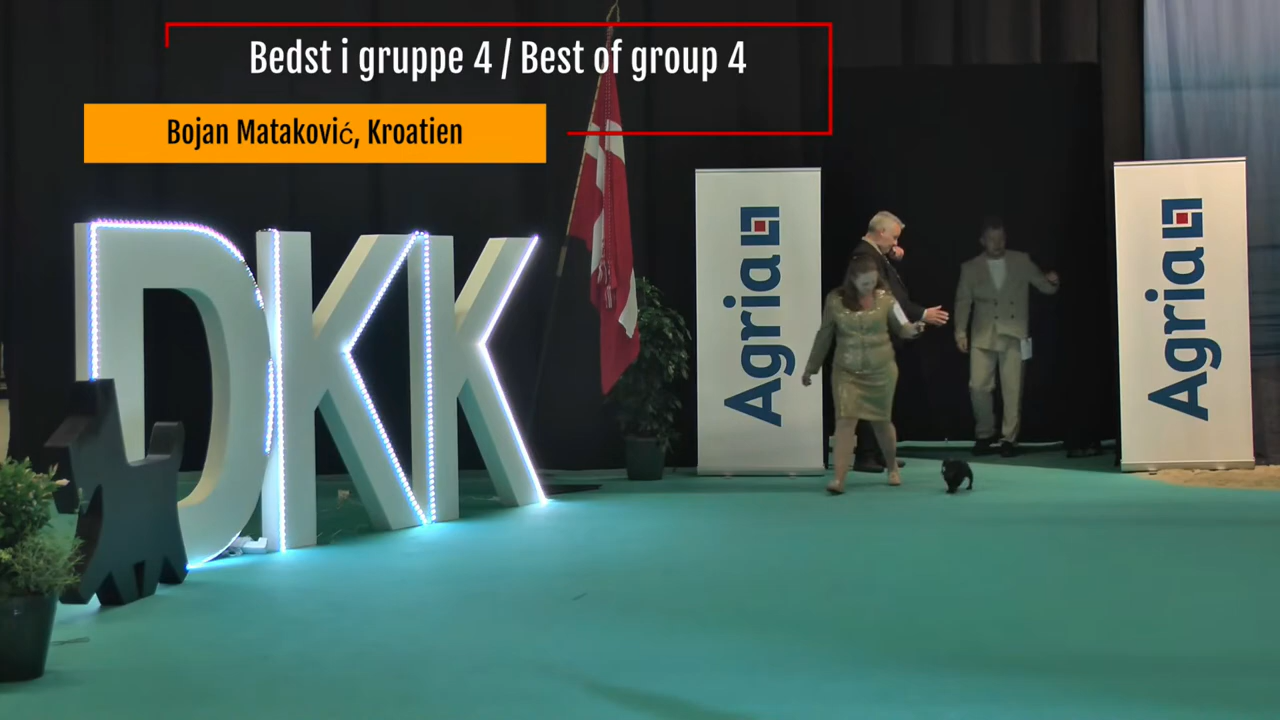 Bedst i gruppe 4 / Best of group 4
Bojan Mataković, Kroatien
DKK
Agria
Agria